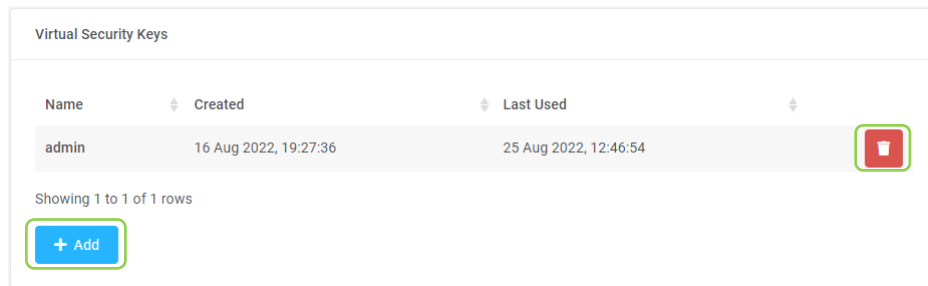 Virtual Security Keys
Name Created Last Used
admin 16 Aug 2022, 19:27:36 25 Aug 2022, 12:46:54
Showing 1 to 1 of 1 rows
+ Add